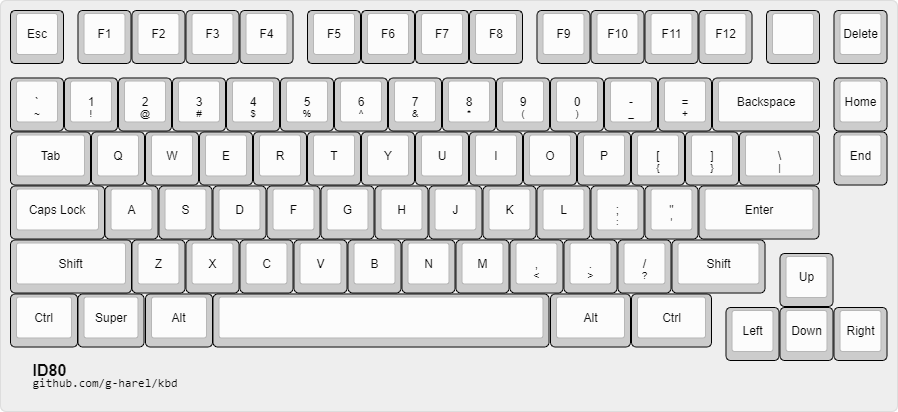 Esc F1 F2 F3 F4 F5 F6 F7 F8 F9 F10 F11 F12 Delete
` 1 2 3 4 5 6 7 8 9 0 - = Backspace Home
~ ! @ # $ % ^ & * ( ) _ +
Tab Q W E R T Y U I O P [ ] \ End
{ } |
Caps Lock A S D F G H J K L ; " Enter
: '
Shift Z X C V B N M , . / Shift Up
< > ?
Ctrl Super Alt Alt Ctrl Left Down Right
ID80
github.com/g-harel/kbd